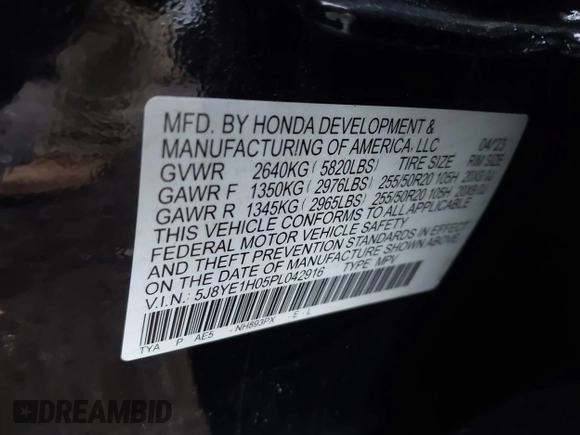 MFD. BY HONDA DEVELOPMENT &
MANUFACTURING OF AMERICA, LLC 04/23
GVWR 2640KG (5820LBS) TIRE SIZE RIM SIZE
GAWR F 1350KG (2976LBS) 255/50R20 105H 20X9.0J
GAWR R 1345KG (2965LBS) 255/50R20 105H 20X9.0J
THIS VEHICLE CONFORMS TO ALL APPLICABLE
FEDERAL MOTOR VEHICLE SAFETY
AND THEFT PREVENTION STANDARDS IN EFFECT
ON THE DATE OF MANUFACTURE SHOWN ABOVE.
V.I.N.: 5J8YE1H05PL042916 TYPE: MPV
TYA P AE5 - NH893PX - E - L
DREAMBID